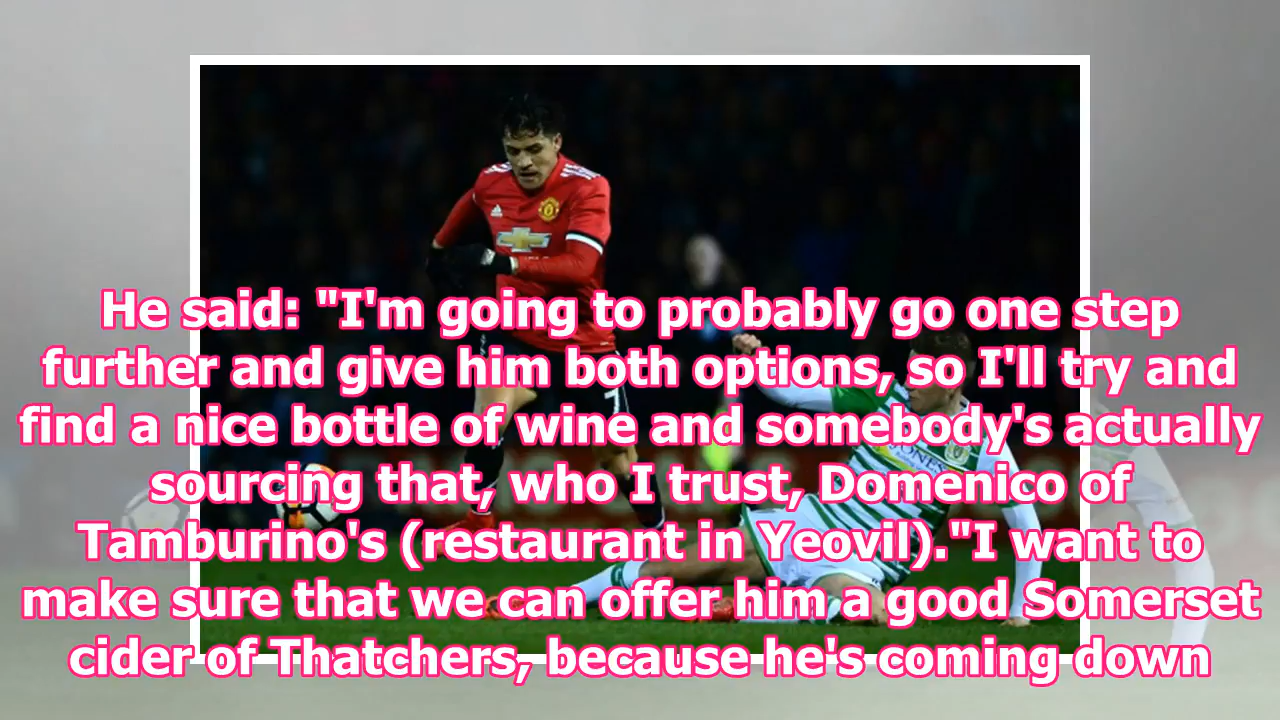 He said: "I'm going to probably go one step
further and give him both options, so I'll try and
find a nice bottle of wine and somebody's actually
sourcing that, who I trust, Domenico of
Tamburino's (restaurant in Yeovil)."I want to
make sure that we can offer him a good Somerset
cider of Thatchers, because he's coming down
7
JONES